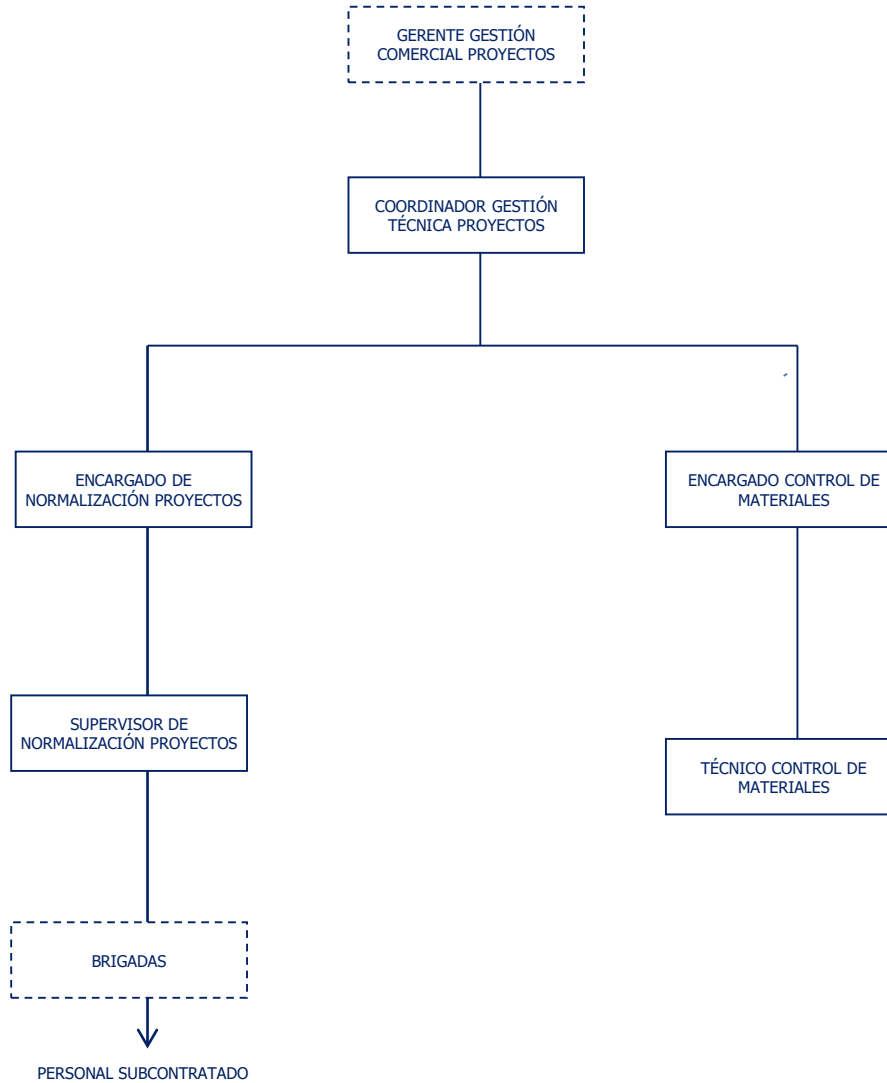 GERENTE GESTIÓN
COMERCIAL PROYECTOS
COORDINADOR GESTIÓN
TÉCNICA PROYECTOS
ENCARGADO DE
NORMALIZACIÓN PROYECTOS
ENCARGADO CONTROL DE
MATERIALES
SUPERVISOR DE
NORMALIZACIÓN PROYECTOS
TÉCNICO CONTROL DE
MATERIALES
BRIGADAS
PERSONAL SUBCONTRATADO